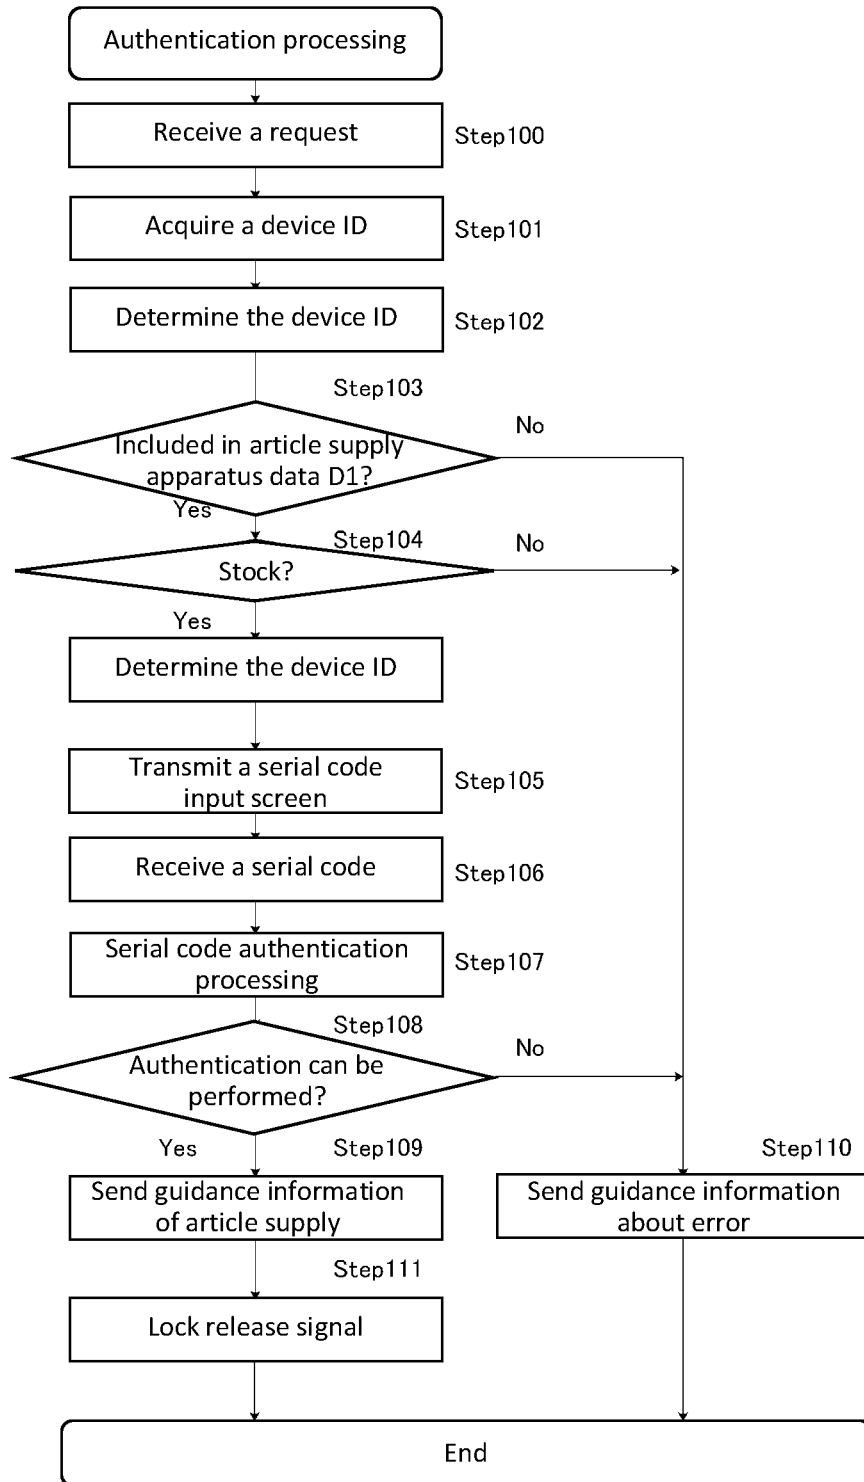 Authentication processing
Receive a request
Step100
Acquire a device ID
Step101
Determine the device ID
Step102
Step103
Included in article supply
apparatus data D1?
No
Yes
Step104
Stock?
No
Yes
Determine the device ID
Transmit a serial code
input screen
Step105
Receive a serial code
Step106
Serial code authentication
processing
Step107
Step108
Authentication can be
performed?
No
Yes
Step109
Send guidance information
of article supply
Step110
Send guidance information
about error
Step111
Lock release signal
End